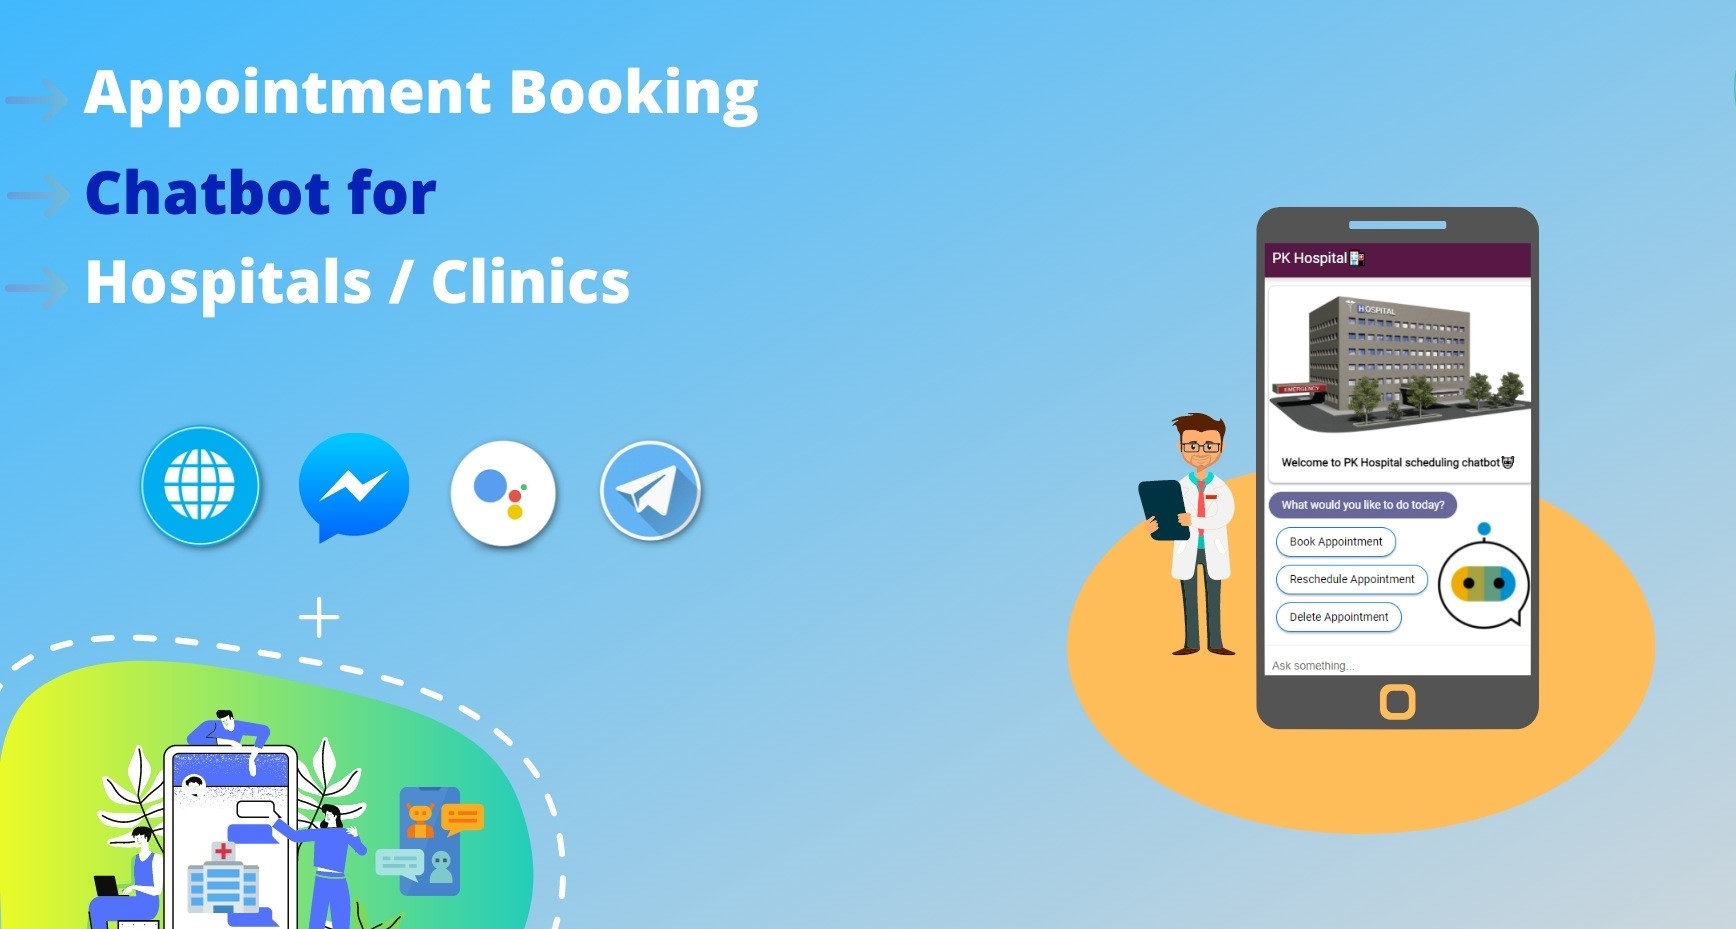 Appointment Booking
Chatbot for
Hospitals / Clinics
PK Hospital
HOSPITAL
EMERGENCY
Welcome to PK Hospital scheduling chatbot
What would you like to do today?
Book Appointment
Reschedule Appointment
Delete Appointment
Ask something...